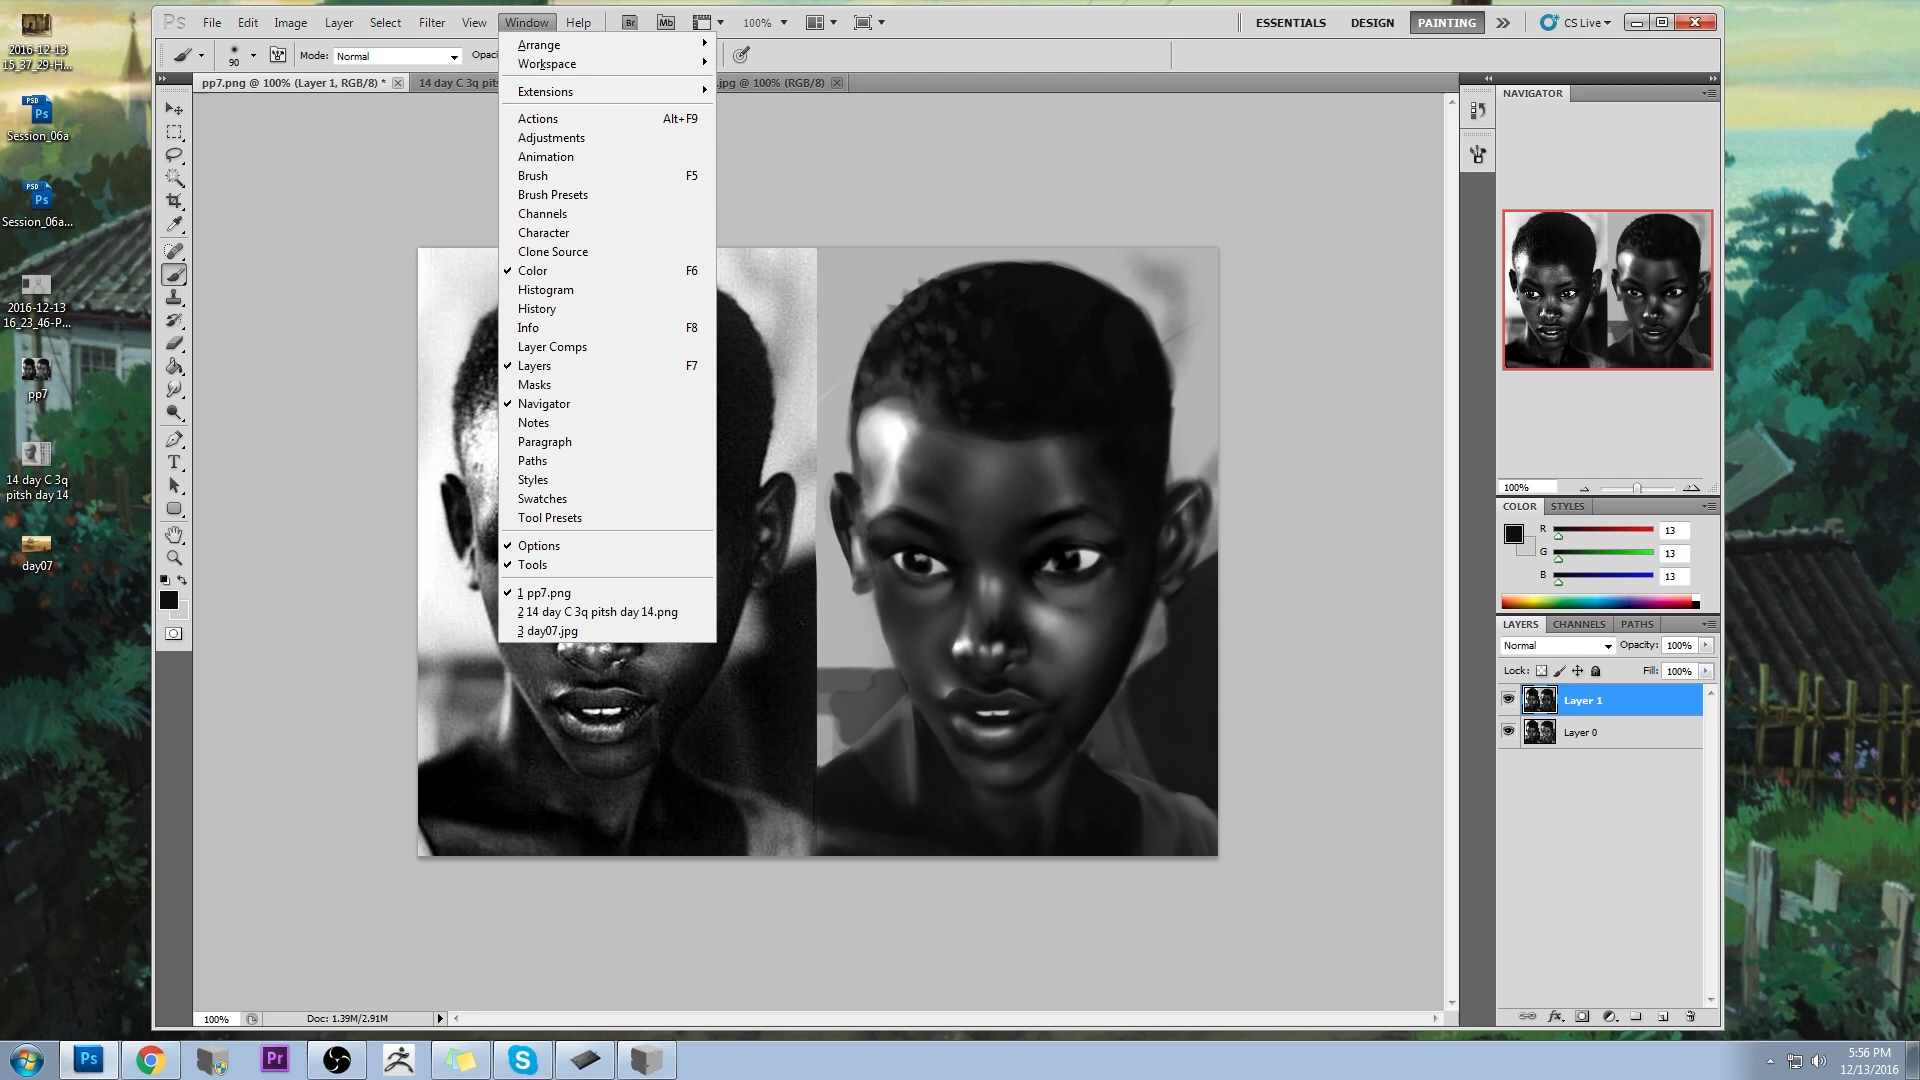 Ps File Edit Image Layer Select Filter View Window Help Br Mb 100% ESSENTIALS DESIGN PAINTING CS Live
90 Mode: Normal Opaci
pp7.png @ 100% (Layer 1, RGB/8) * 14 day C 3q pits .jpg @ 100% (RGB/8)
Arrange
Workspace
Extensions
Actions Alt+F9
Adjustments
Animation
Brush F5
Brush Presets
Channels
Character
Clone Source
Color F6
Histogram
History
Info F8
Layer Comps
Layers F7
Masks
Navigator
Notes
Paragraph
Paths
Styles
Swatches
Tool Presets
Options
Tools
1 pp7.png
2 14 day C 3q pitsh day 14.png
3 day07.jpg
2016-12-13
15_37_29-H...
PSD
Ps
Session_06a
PSD
Ps
Session_06a...
2016-12-13
16_23_46-P...
pp7
14 day C 3q
pitsh day 14
day07
T
NAVIGATOR
100%
COLOR STYLES
R 13
G 13
B 13
LAYERS CHANNELS PATHS
Normal Opacity: 100%
Lock: Fill: 100%
Layer 1
Layer 0
fx
100% Doc: 1.39M/2.91M
Ps Pr S
5:56 PM
12/13/2016